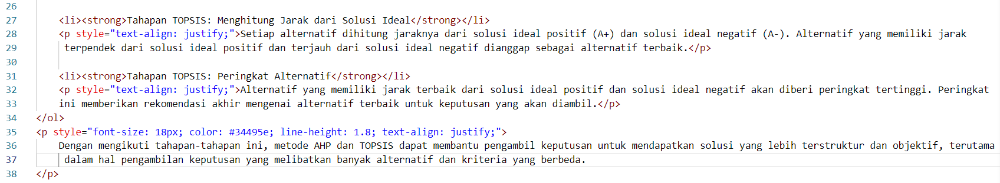 26
27 <li><strong>Tahapan TOPSIS: Menghitung Jarak dari Solusi Ideal</strong></li>
28 <p style="text-align: justify;">Setiap alternatif dihitung jaraknya dari solusi ideal positif (A+) dan solusi ideal negatif (A-). Alternatif yang memiliki jarak
29 terpendek dari solusi ideal positif dan terjauh dari solusi ideal negatif dianggap sebagai alternatif terbaik.</p>
30
31 <li><strong>Tahapan TOPSIS: Peringkat Alternatif</strong></li>
32 <p style="text-align: justify;">Alternatif yang memiliki jarak terbaik dari solusi ideal positif dan solusi ideal negatif akan diberi peringkat tertinggi. Peringkat
33 ini memberikan rekomendasi akhir mengenai alternatif terbaik untuk keputusan yang akan diambil.</p>
34 </ol>
35 <p style="font-size: 18px; color: #34495e; line-height: 1.8; text-align: justify;">
36 Dengan mengikuti tahapan-tahapan ini, metode AHP dan TOPSIS dapat membantu pengambil keputusan untuk mendapatkan solusi yang lebih terstruktur dan objektif, terutama
37 dalam hal pengambilan keputusan yang melibatkan banyak alternatif dan kriteria yang berbeda.
38 </p>